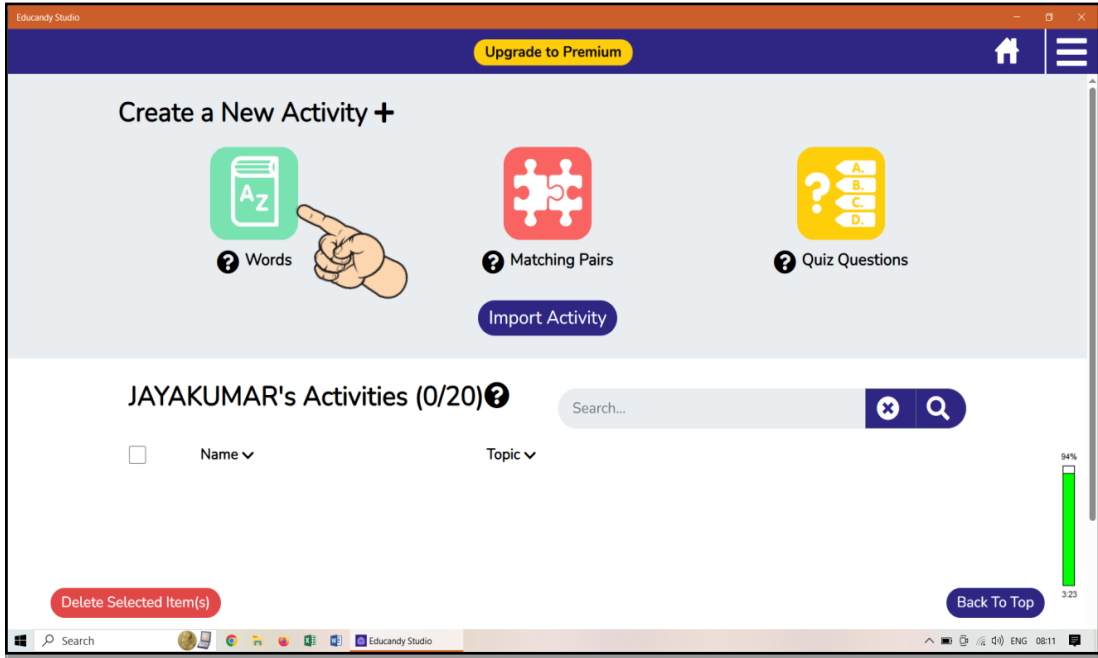 Educandy Studio
Upgrade to Premium
Create a New Activity
A Z
A.
B.
C.
D.
Words
Matching Pairs
Quiz Questions
Import Activity
JAYAKUMAR's Activities (0/20)
Search...
Name
Topic
94%
3:23
Delete Selected Item(s)
Back To Top
Search
Educandy Studio
ENG 08:11